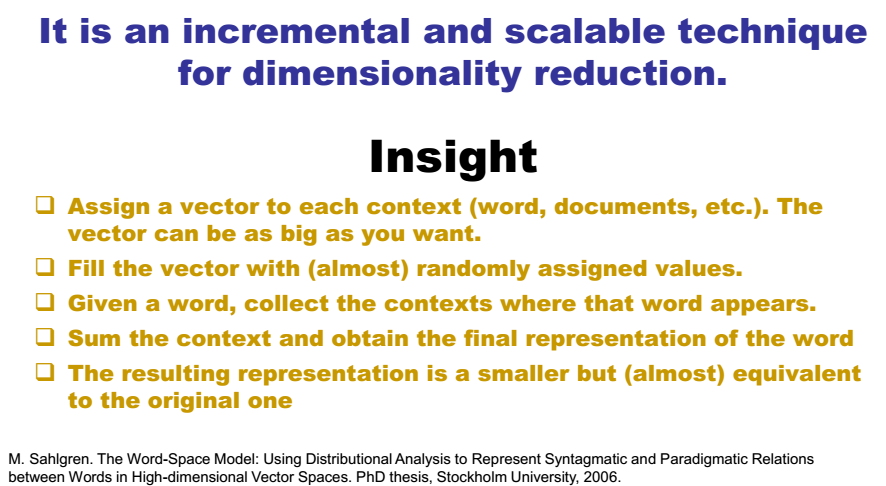 It is an incremental and scalable technique
for dimensionality reduction.
Insight
❑ Assign a vector to each context (word, documents, etc.). The
vector can be as big as you want.
❑ Fill the vector with (almost) randomly assigned values.
❑ Given a word, collect the contexts where that word appears.
❑ Sum the context and obtain the final representation of the word
❑ The resulting representation is a smaller but (almost) equivalent
to the original one
M. Sahlgren. The Word-Space Model: Using Distributional Analysis to Represent Syntagmatic and Paradigmatic Relations
between Words in High-dimensional Vector Spaces. PhD thesis, Stockholm University, 2006.